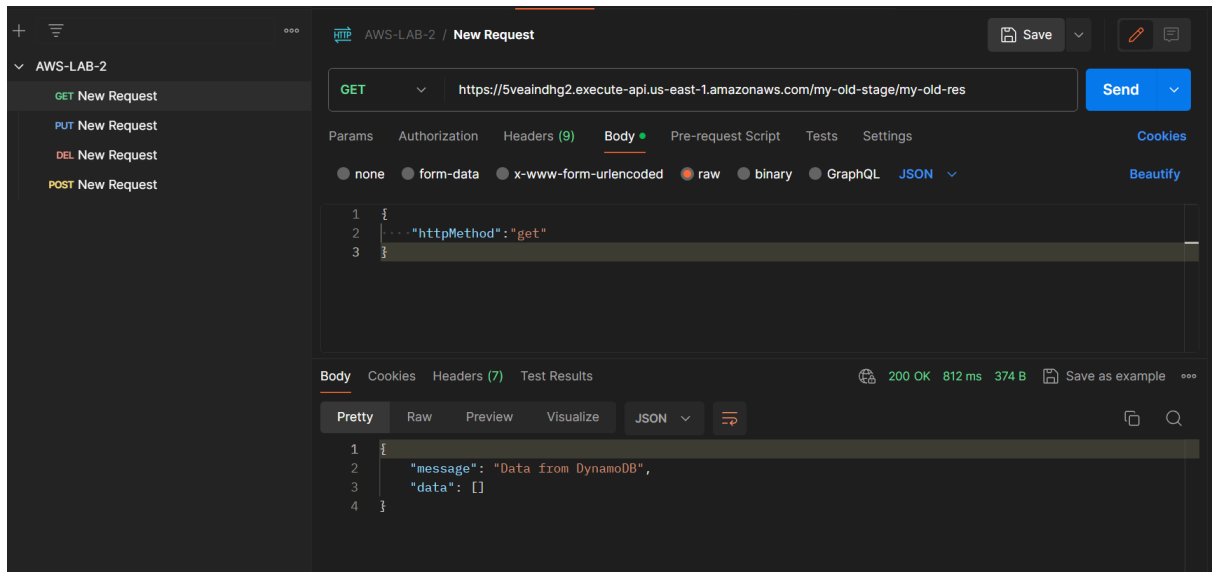 HTTP AWS-LAB-2 / New Request Save
AWS-LAB-2
GET New Request
PUT New Request
DEL New Request
POST New Request
GET https://5veaindhg2.execute-api.us-east-1.amazonaws.com/my-old-stage/my-old-res Send
Params Authorization Headers (9) Body Pre-request Script Tests Settings Cookies
none form-data x-www-form-urlencoded raw binary GraphQL JSON Beautify
1 {
2 ····"httpMethod":"get"
3 }
Body Cookies Headers (7) Test Results 200 OK 812 ms 374 B Save as example
Pretty Raw Preview Visualize JSON
1 {
2 "message": "Data from DynamoDB",
3 "data": []
4 }